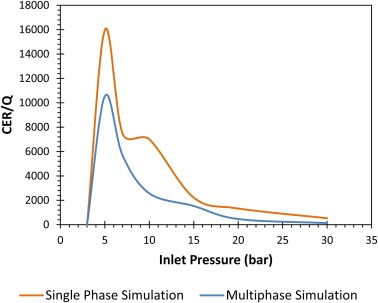 18000
16000
14000
12000
10000
8000
6000
4000
2000
0
CER/Q
0 5 10 15 20 25 30 35
Inlet Pressure (bar)
Single Phase Simulation Multiphase Simulation